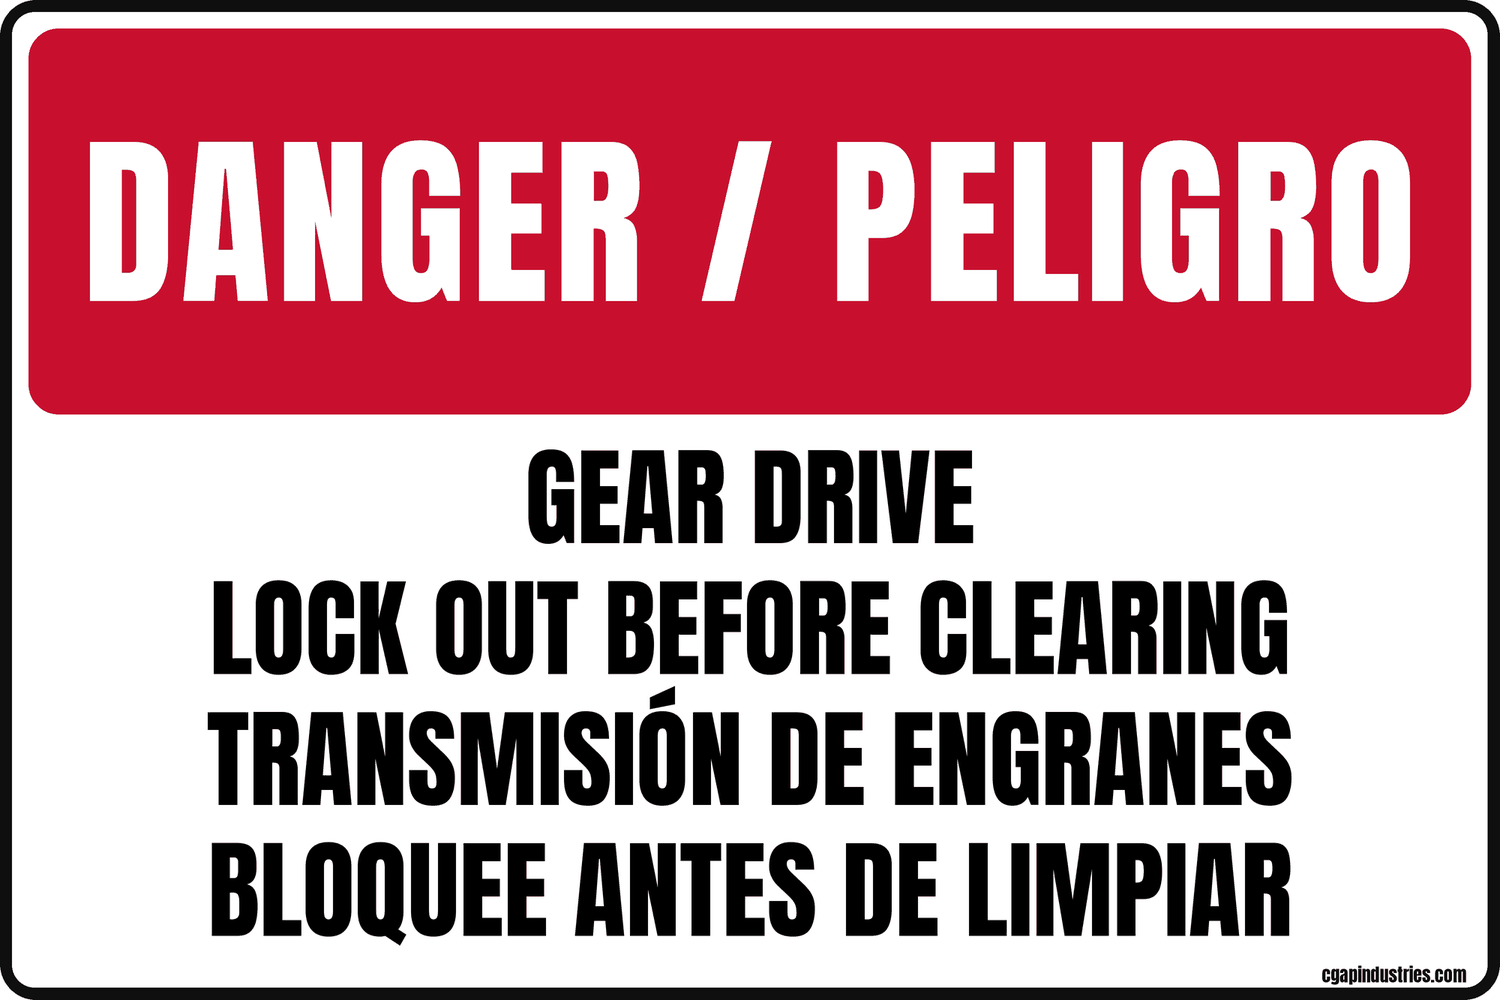 DANGER / PELIGRO
GEAR DRIVE
LOCK OUT BEFORE CLEARING
TRANSMISIÓN DE ENGRANES
BLOQUEE ANTES DE LIMPIAR
cgapindustries.com